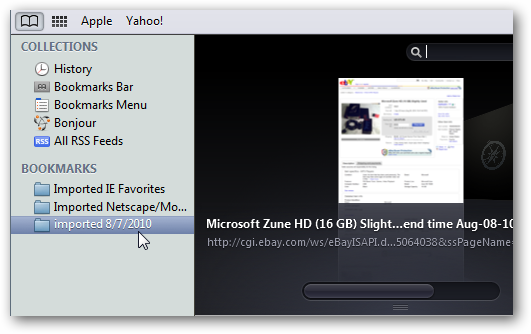 Apple Yahoo!
COLLECTIONS
History
Bookmarks Bar
Bookmarks Menu
Bonjour
RSS All RSS Feeds
BOOKMARKS
Imported IE Favorites
Imported Netscape/Mo...
imported 8/7/2010
Microsoft Zune HD (16 GB) Slight...end time Aug-08-10
http://cgi.ebay.com/ws/eBayISAPI.d...5064038&ssPageName=